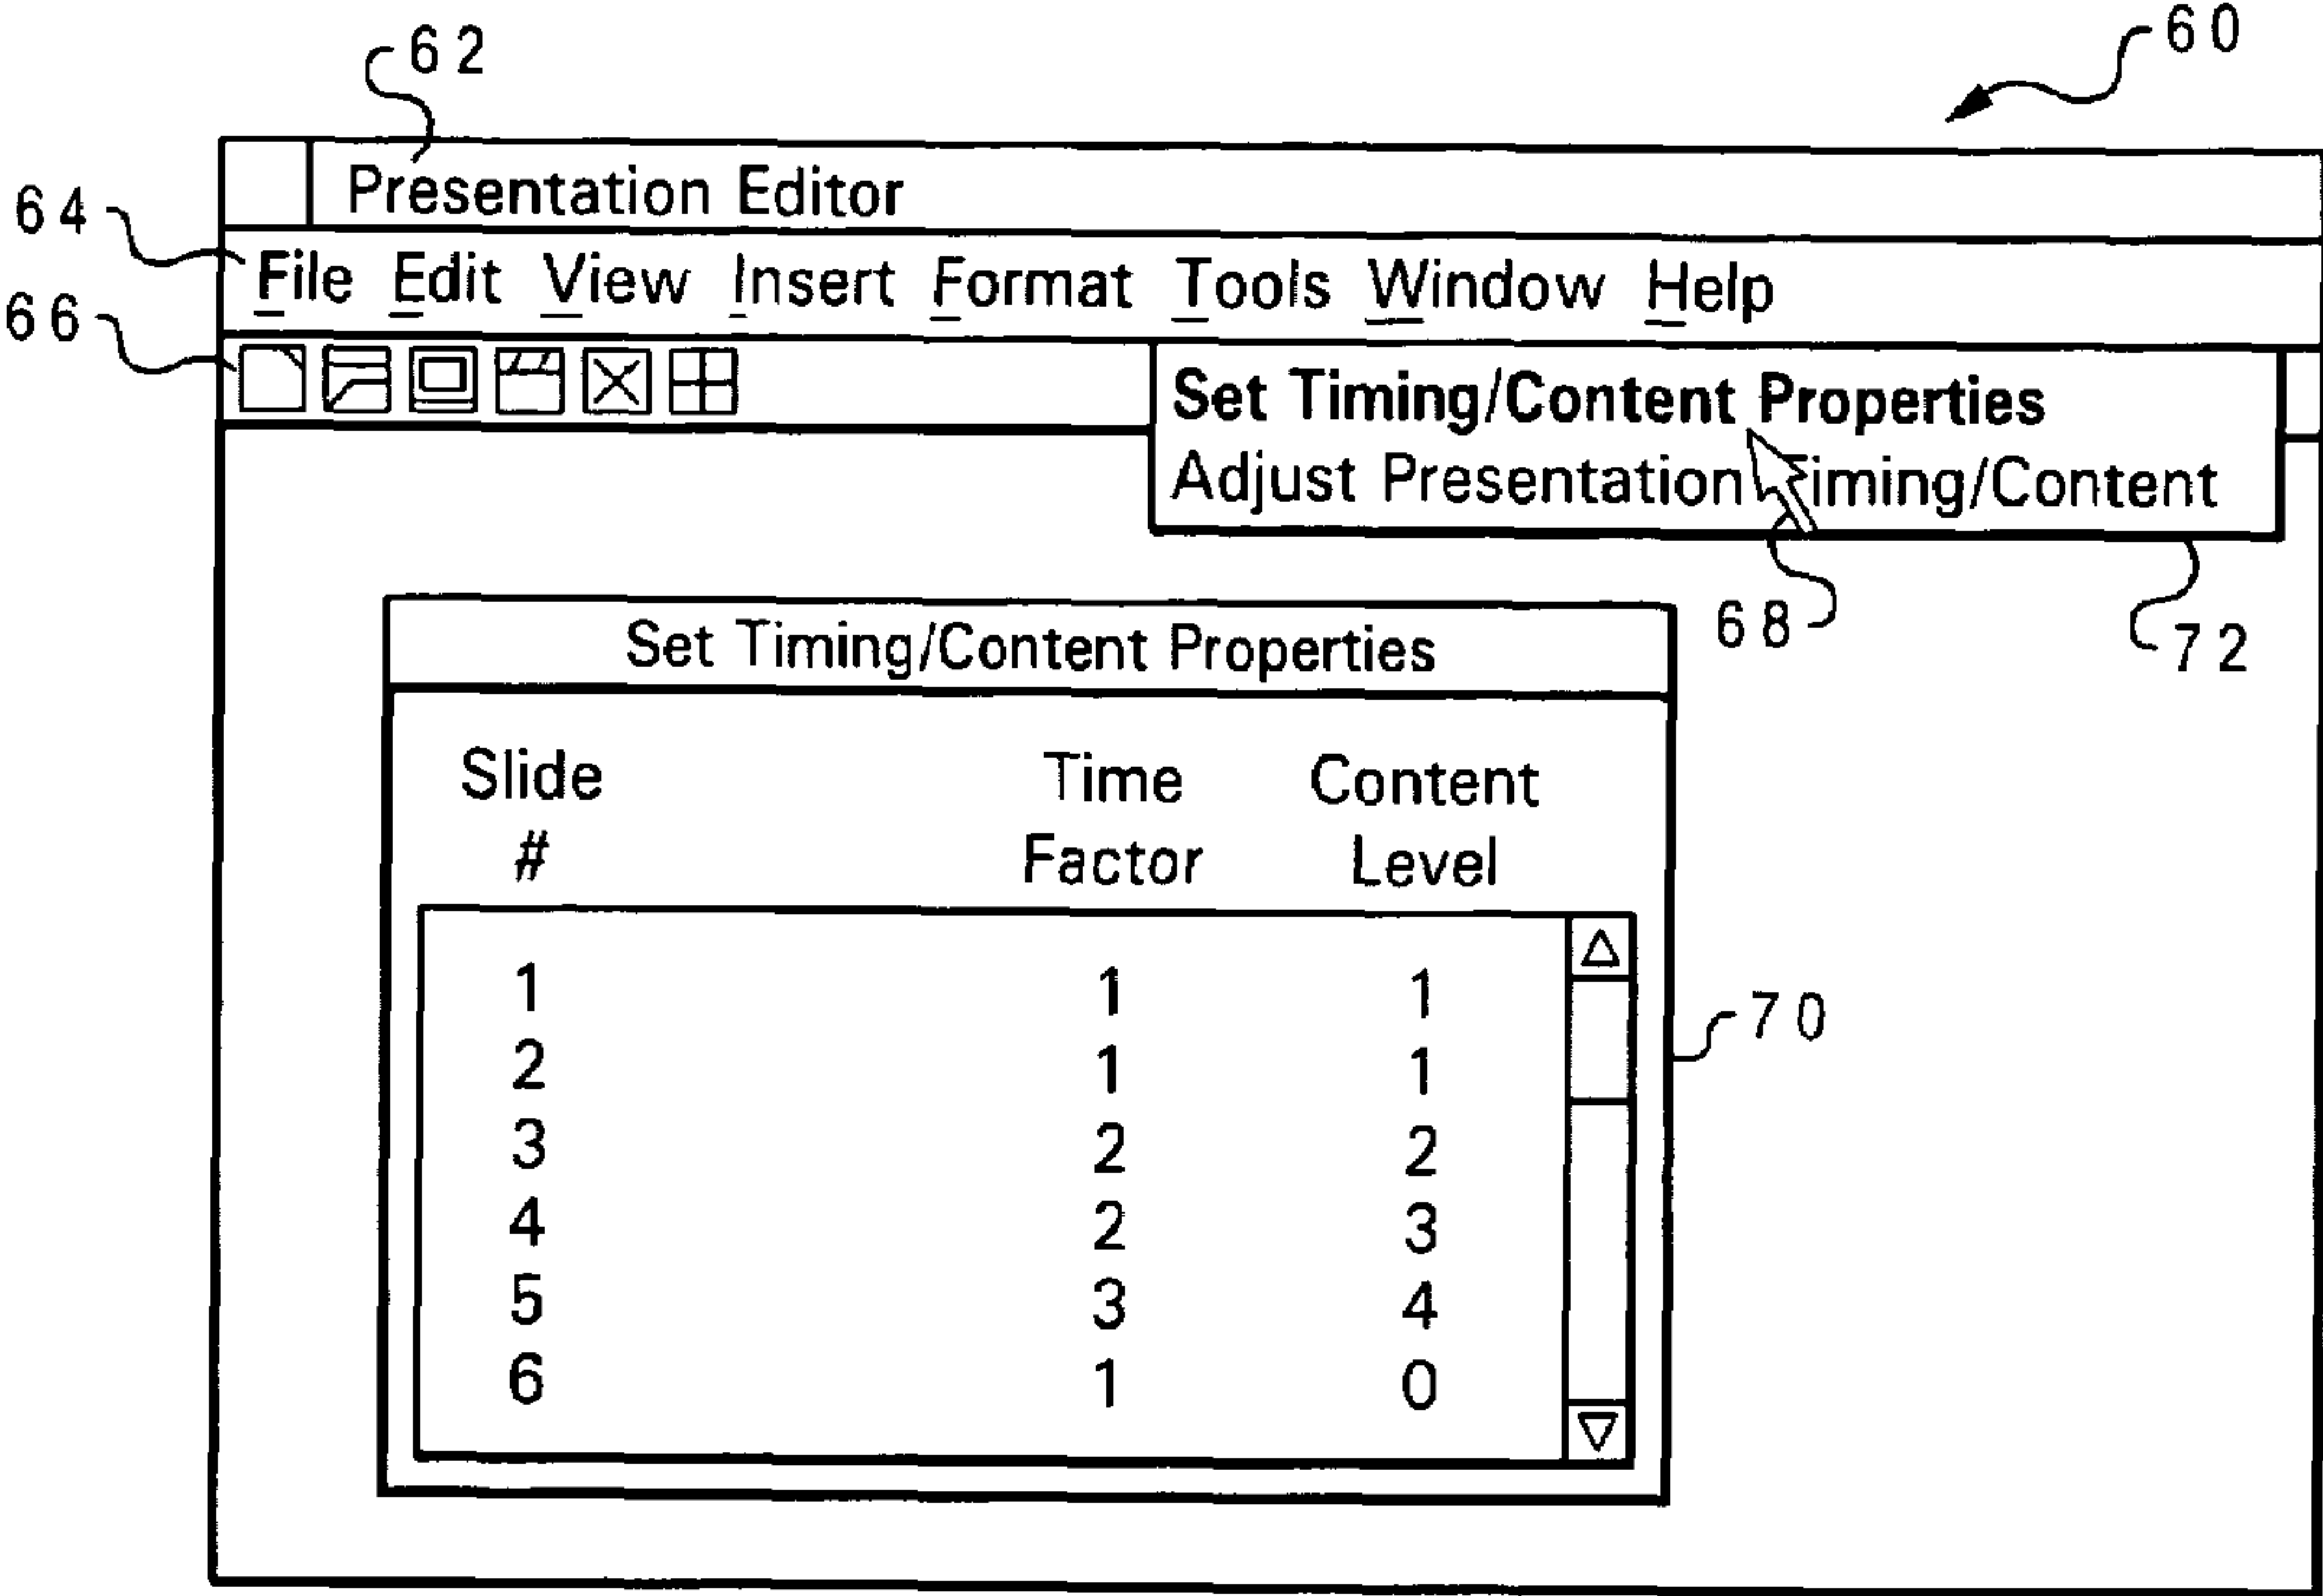 60
62
Presentation Editor
64
File Edit View Insert Format Tools Window Help
66
Set Timing/Content Properties
Adjust Presentation Timing/Content
68
72
Set Timing/Content Properties
Slide # Time Factor Content Level
1 1 1
2 1 1
3 2 2
4 2 3
5 3 4
6 1 0
70